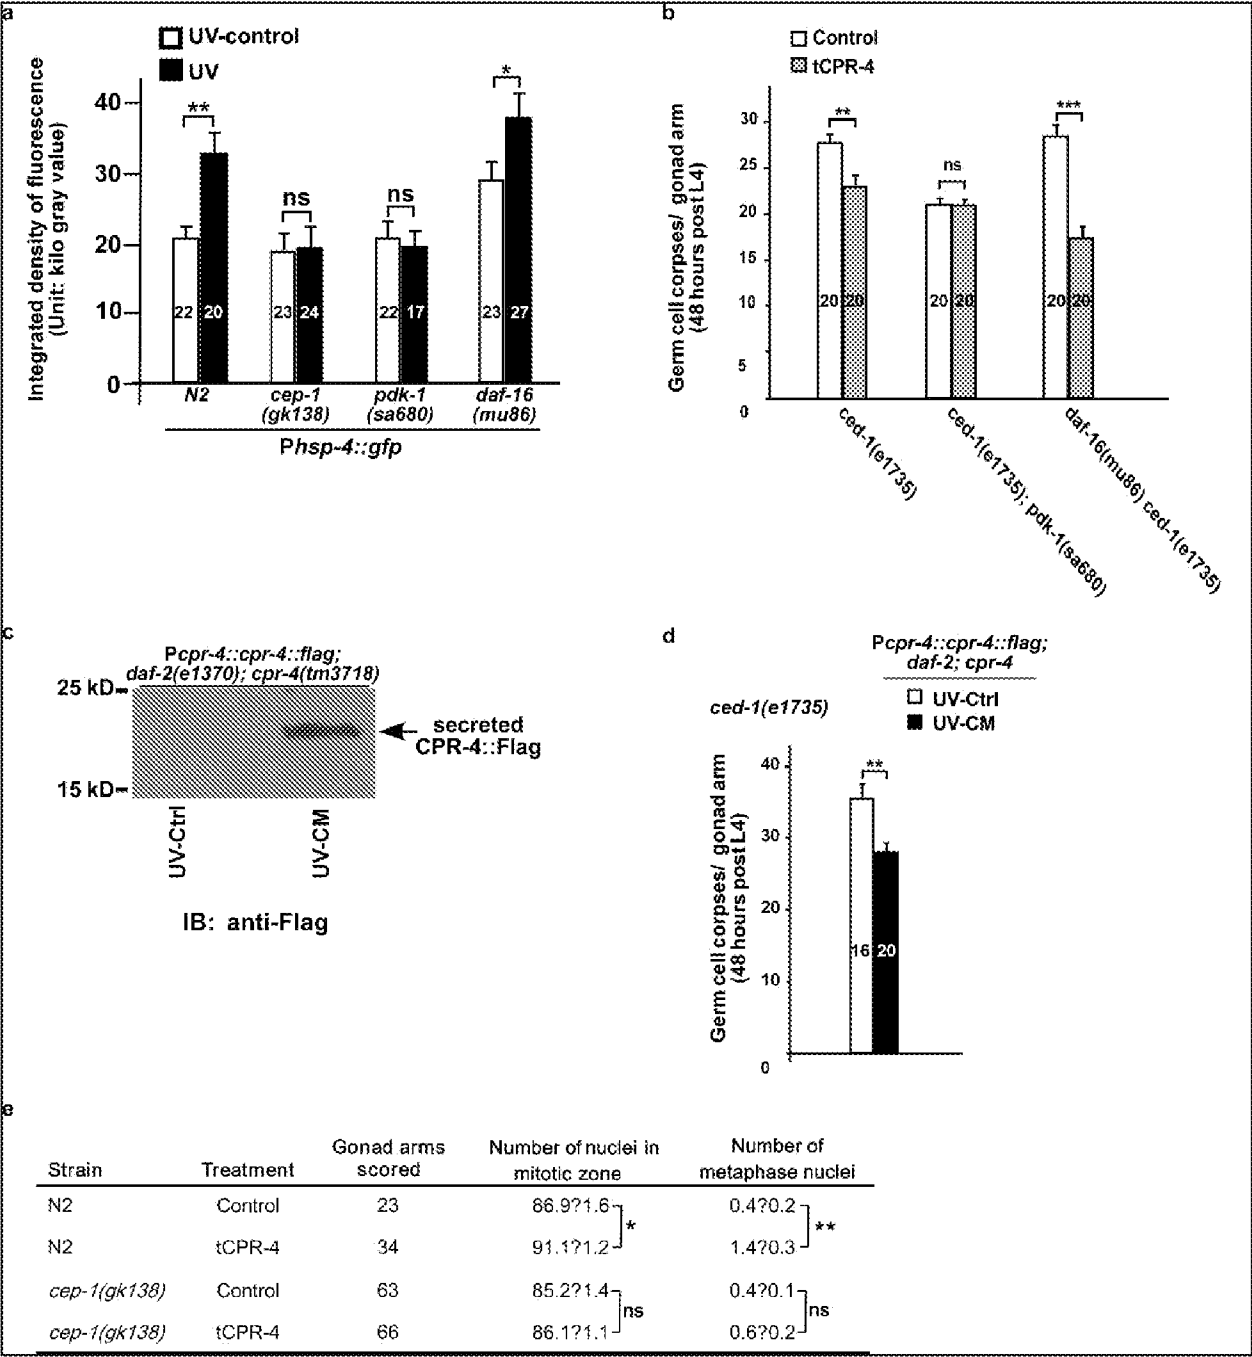 a
UV-control
UV
Integrated density of fluorescence
(Unit: kilo gray value)
40
30
20
10
0
**
ns
ns
*
22
20
23
24
22
17
23
27
N2
cep-1
(gk138)
pdk-1
(sa680)
daf-16
(mu86)
Phsp-4::gfp
b
Control
tCPR-4
Germ cell corpses/ gonad arm
(48 hours post L4)
30
25
20
15
10
5
0
**
ns
***
20
20
20
20
20
20
ced-1(e1735)
ced-1(e1735); pdk-1(sa680)
daf-16(mu86) ced-1(e1735)
c
Pcpr-4::cpr-4::flag;
daf-2(e1370); cpr-4(tm3718)
25 kD
15 kD
secreted
CPR-4::Flag
UV-Ctrl
UV-CM
IB: anti-Flag
d
Pcpr-4::cpr-4::flag;
daf-2; cpr-4
ced-1(e1735)
UV-Ctrl
UV-CM
Germ cell corpses/ gonad arm
(48 hours post L4)
40
30
20
10
0
**
16
20
e
Strain Treatment Gonad arms scored Number of nuclei in mitotic zone Number of metaphase nuclei
N2 Control 23 86.9?1.6 0.4?0.2
* **
N2 tCPR-4 34 91.1?1.2 1.4?0.3
cep-1(gk138) Control 63 85.2?1.4 0.4?0.1
ns ns
cep-1(gk138) tCPR-4 66 86.1?1.1 0.6?0.2